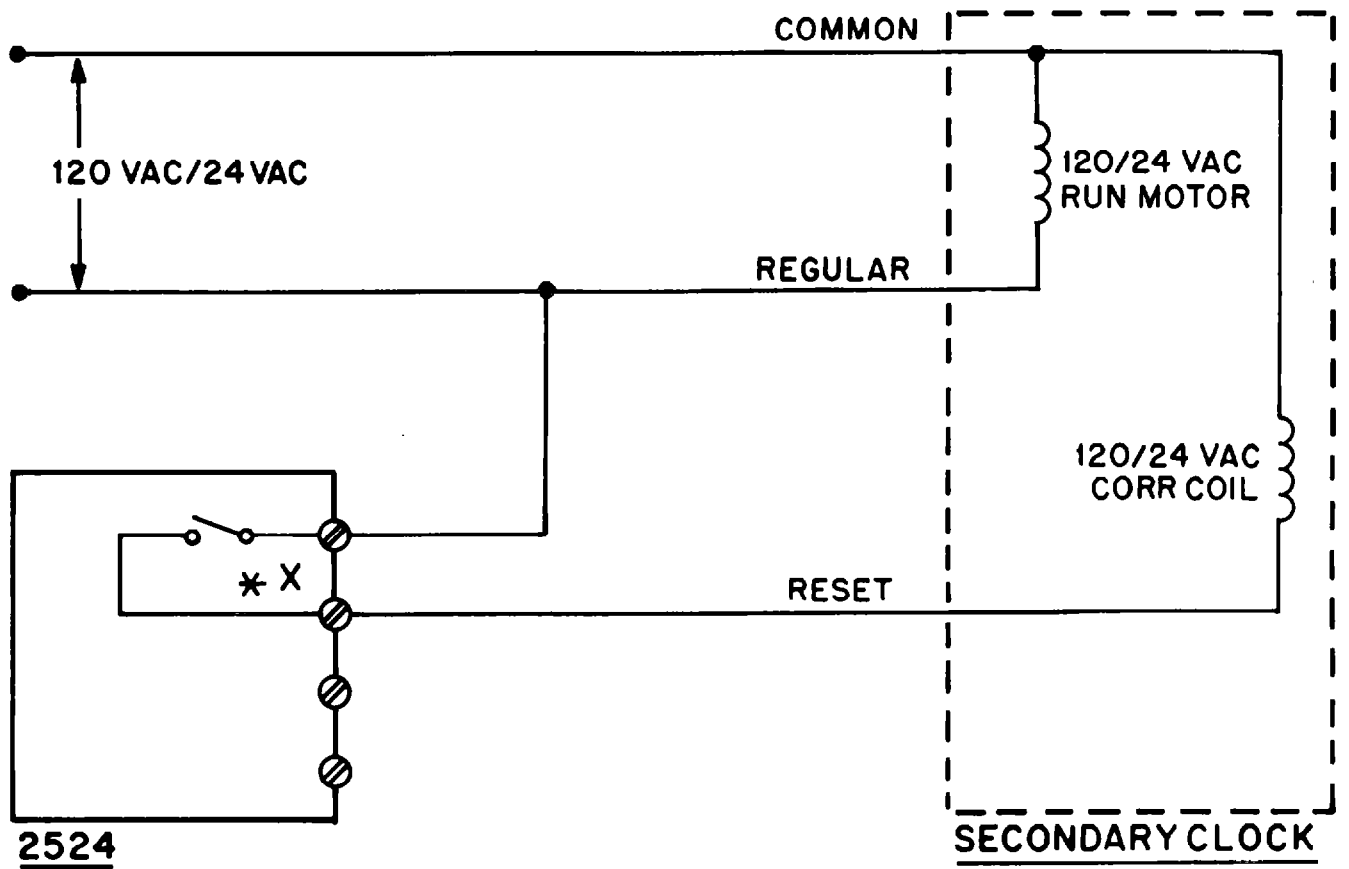 COMMON
120 VAC/24 VAC
120/24 VAC
RUN MOTOR
REGULAR
120/24 VAC
CORR COIL
* X
RESET
2524
SECONDARY CLOCK